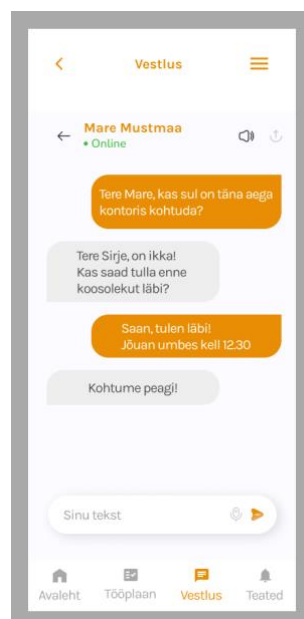 Vestlus
Mare Mustmaa
• Online
Tere Mare, kas sul on täna aega
kontoris kohtuda?
Tere Sirje, on ikka!
Kas saad tulla enne
koosolekut läbi?
Saan, tulen läbi!
Jõuan umbes kell 12.30
Kohtume peagi!
Sinu tekst
Avaleht
Tööplaan
Vestlus
Teated